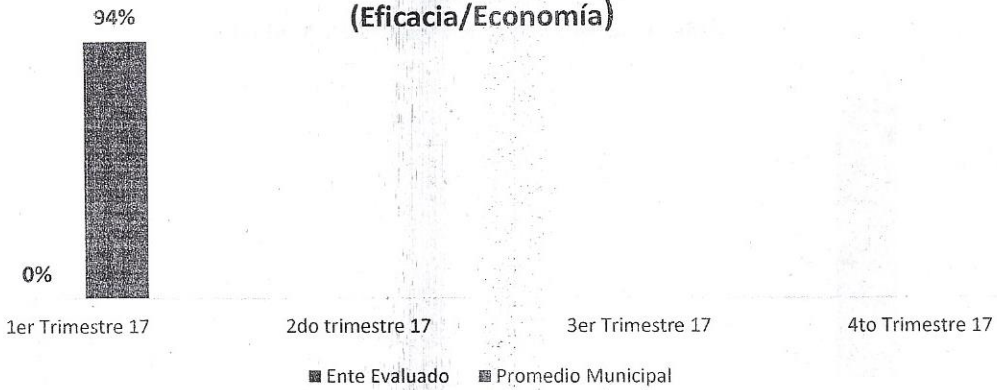 (Eficacia/Economía)
94%
0%
1er Trimestre 17 2do trimestre 17 3er Trimestre 17 4to Trimestre 17
Ente Evaluado Promedio Municipal